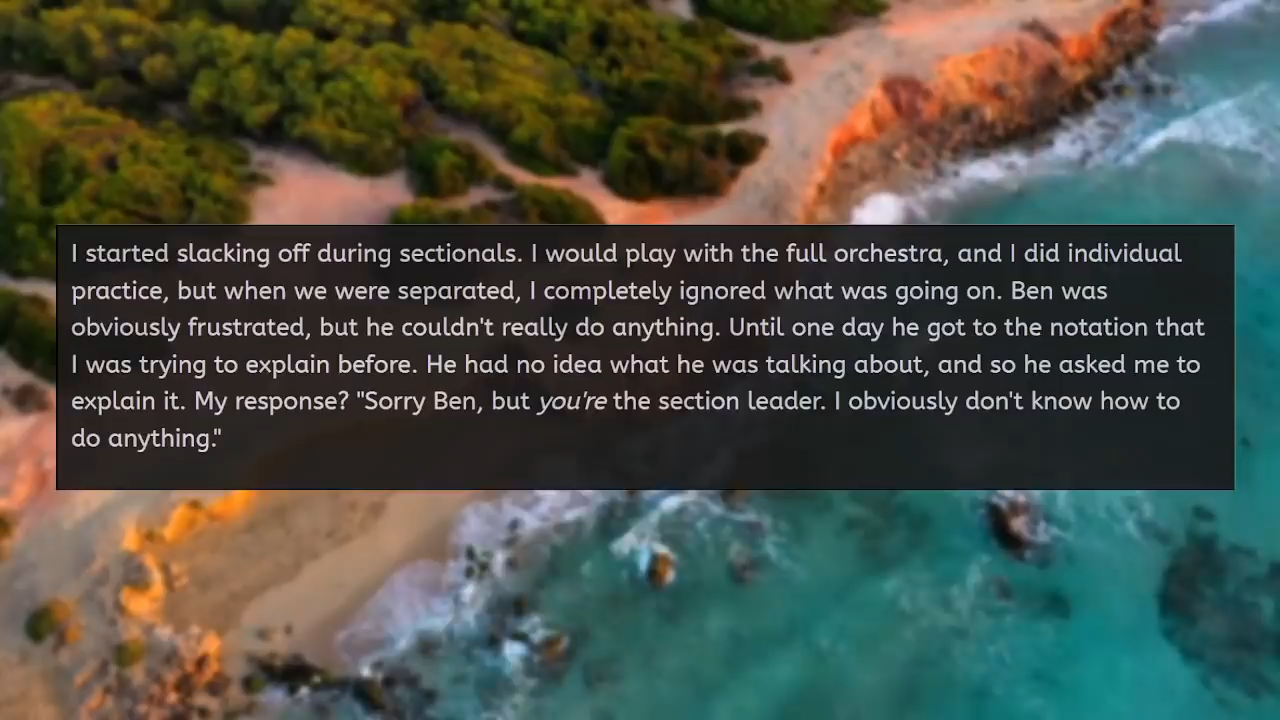 I started slacking off during sectionals. I would play with the full orchestra, and I did individual
practice, but when we were separated, I completely ignored what was going on. Ben was
obviously frustrated, but he couldn't really do anything. Until one day he got to the notation that
I was trying to explain before. He had no idea what he was talking about, and so he asked me to
explain it. My response? "Sorry Ben, but you're the section leader. I obviously don't know how to
do anything."